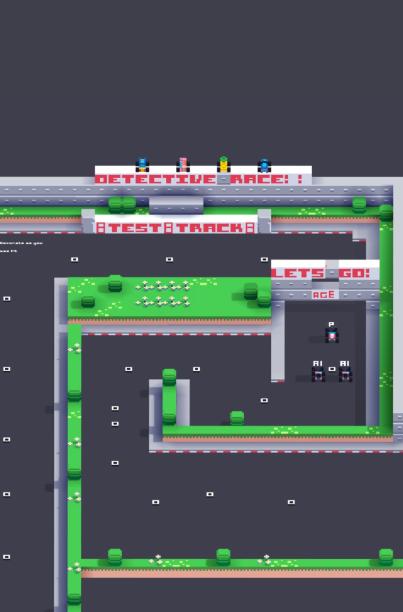 DETECTIVE RACE!!
TEST TRACK
LETS GO!
AGE
P
AI AI